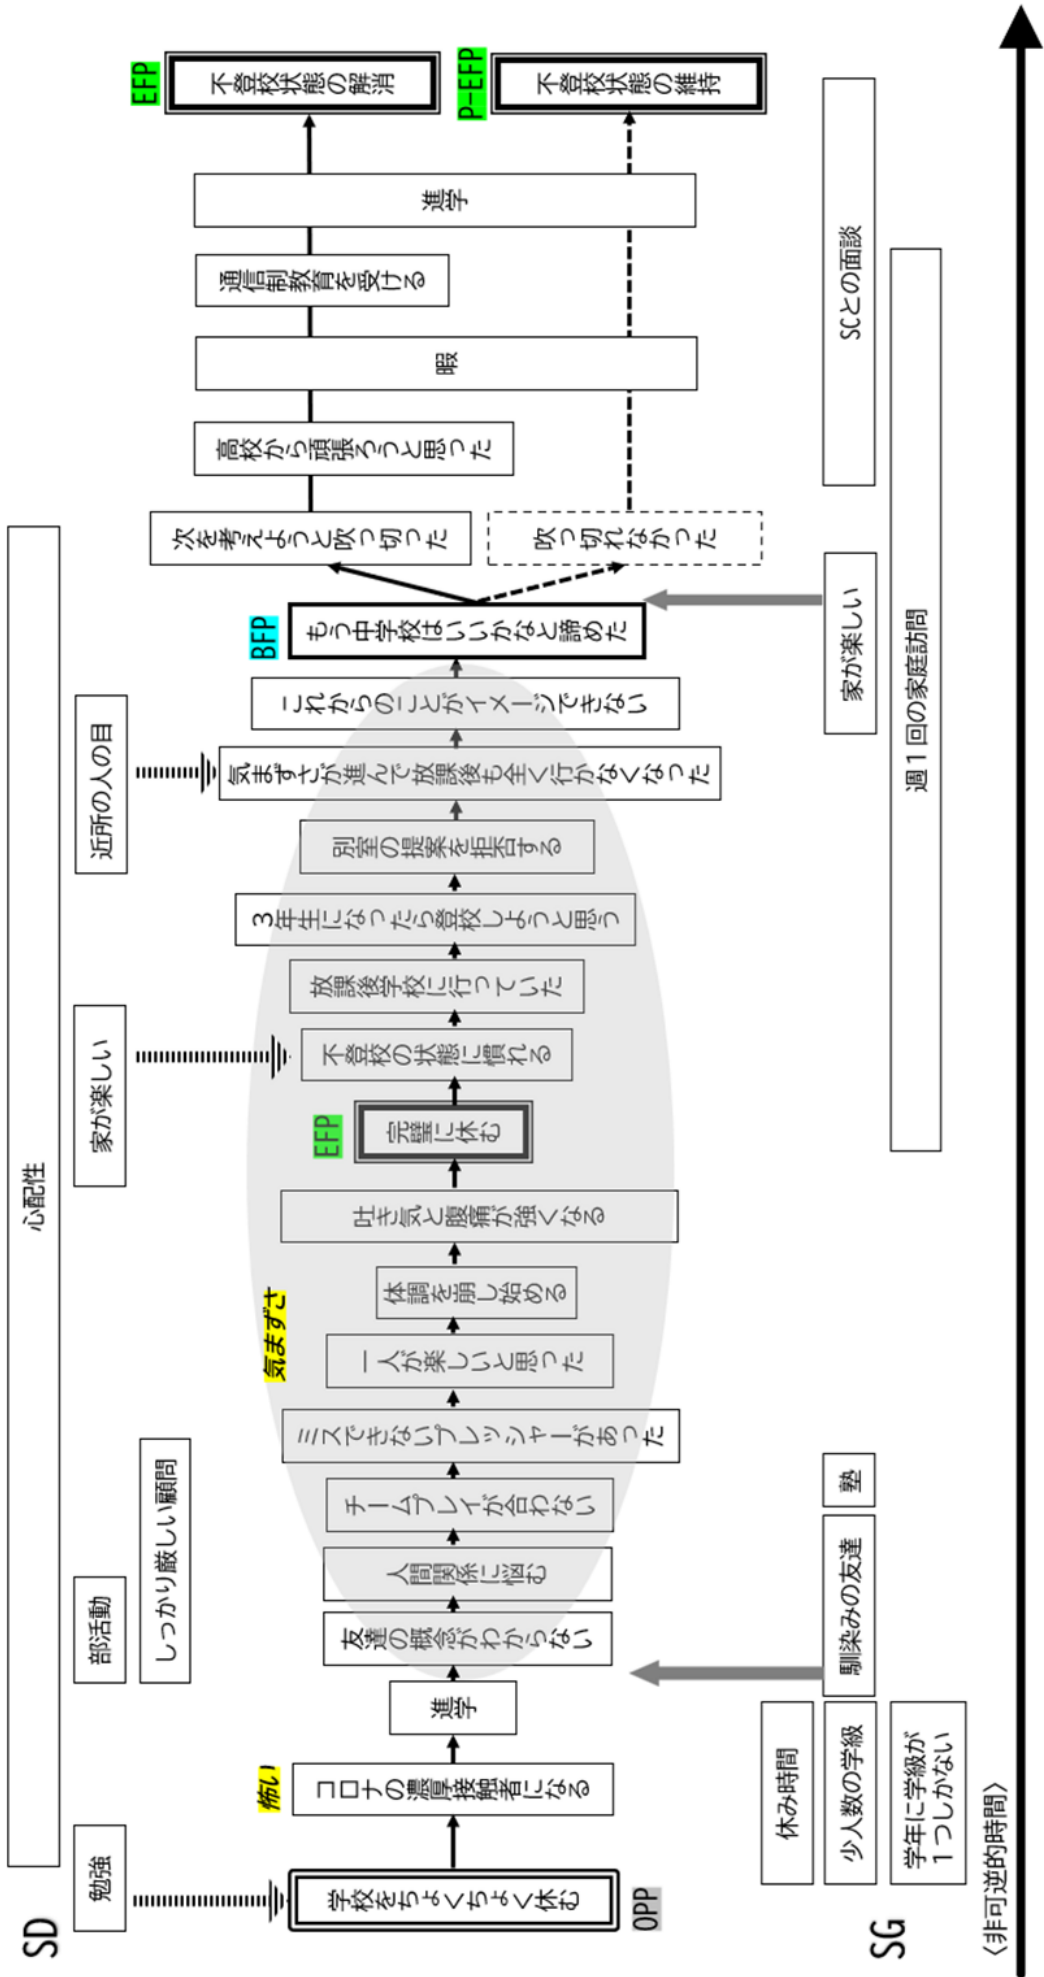 SD
心配性
勉強
部活動
しっかり厳しい顧問
家が楽しい
近所の人の目
OPP
学校をちょくちょく休む
怖い
コロナの濃厚接触者になる
進学
友達の概念がわからない
人間関係に悩む
チームプレイが合わない
ミスできないプレッシャーがあった
一人が楽しいと思った
気まずさ
体調を崩し始める
吐き気と腹痛が強くなる
EFP
完璧に休む
不登校の状態に慣れる
放課後学校に行っていた
3年生になったら登校しようと思う
別室の提案を拒否する
気まずさが進んで放課後も全く行かなくなった
これからのことがイメージできない
BFP
もう中学校はいいかなと諦めた
次を考えようと吹っ切った
吹っ切れなかった
高校から頑張ろうと思った
暇
通信制教育を受ける
進学
EFP
不登校状態の解消
P-EFP
不登校状態の維持
SG
休み時間
少人数の学級
学年に学級が
1つしかない
馴染みの友達
塾
家が楽しい
週1回の家庭訪問
SCとの面談
〈非可逆的時間〉